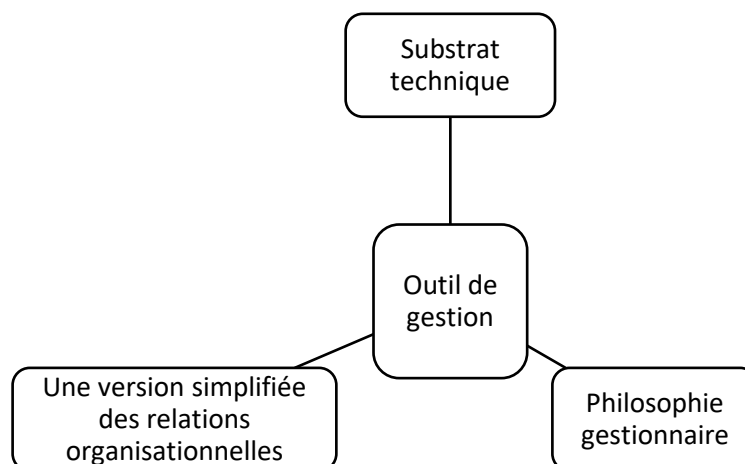 Substrat
technique
Outil de
gestion
Une version simplifiée
des relations
organisationnelles
Philosophie
gestionnaire